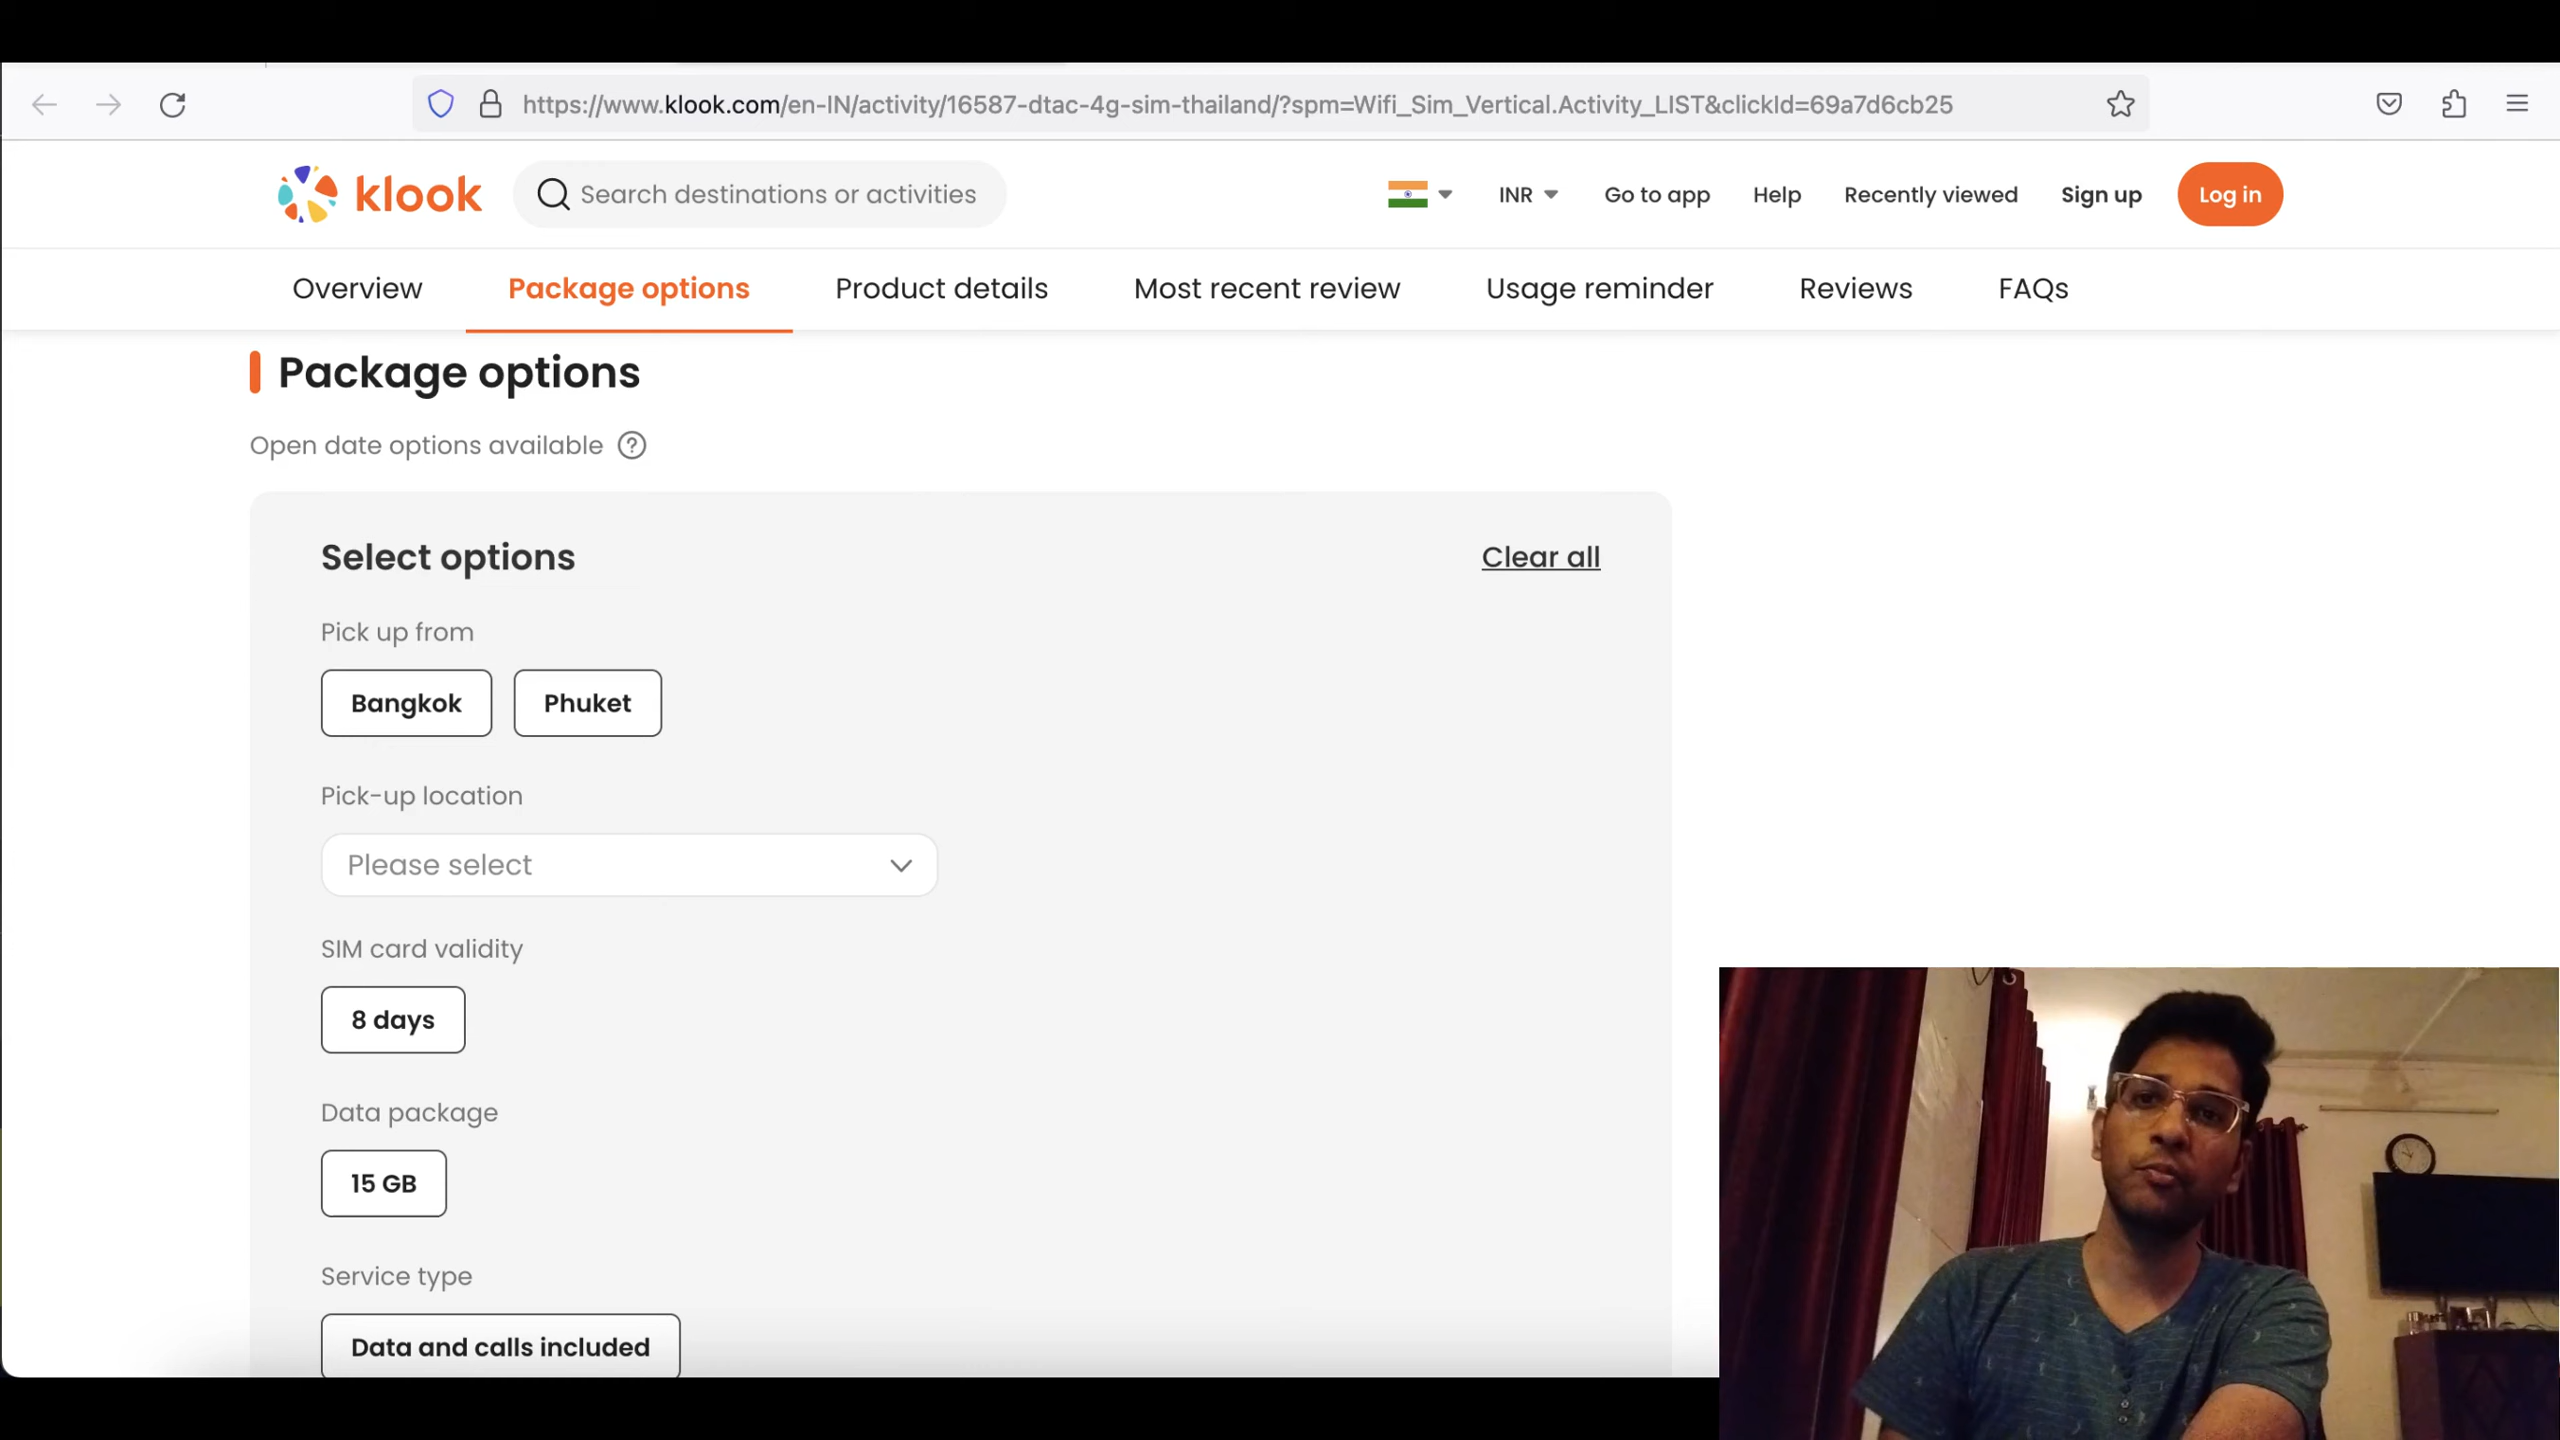 https://www.klook.com/en-IN/activity/16587-dtac-4g-sim-thailand/?spm=Wifi_Sim_Vertical.Activity_LIST&clickId=69a7d6cb25
klook
Search destinations or activities
INR
Go to app
Help
Recently viewed
Sign up
Log in
Overview
Package options
Product details
Most recent review
Usage reminder
Reviews
FAQs
Package options
Open date options available
Select options
Clear all
Pick up from
Bangkok
Phuket
Pick-up location
Please select
SIM card validity
8 days
Data package
15 GB
Service type
Data and calls included